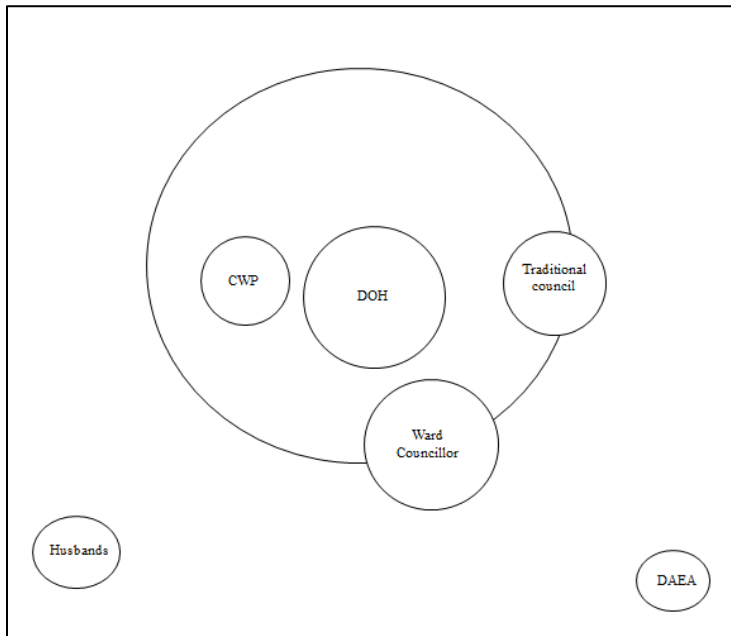 CWP
DOH
Traditional
council
Ward
Councillor
Husbands
DAEA